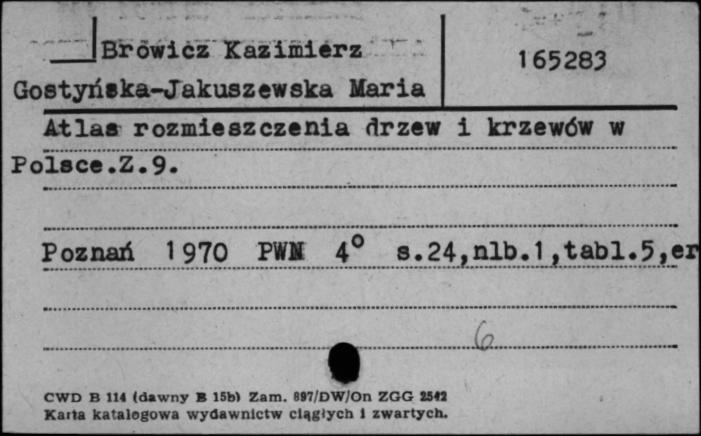 Browicz Kazimierz
165283
Gostyńska-Jakuszewska Maria
Atlas rozmieszczenia drzew i krzewów w
Polsce.Z.9.
Poznań 1970 PWN 4° s.24,nlb.1,tabl.5,er
6
CWD B 114 (dawny B 15b) Zam. 897/DW/On ZGG 2542
Karta katalogowa wydawnictw ciągłych i zwartych.